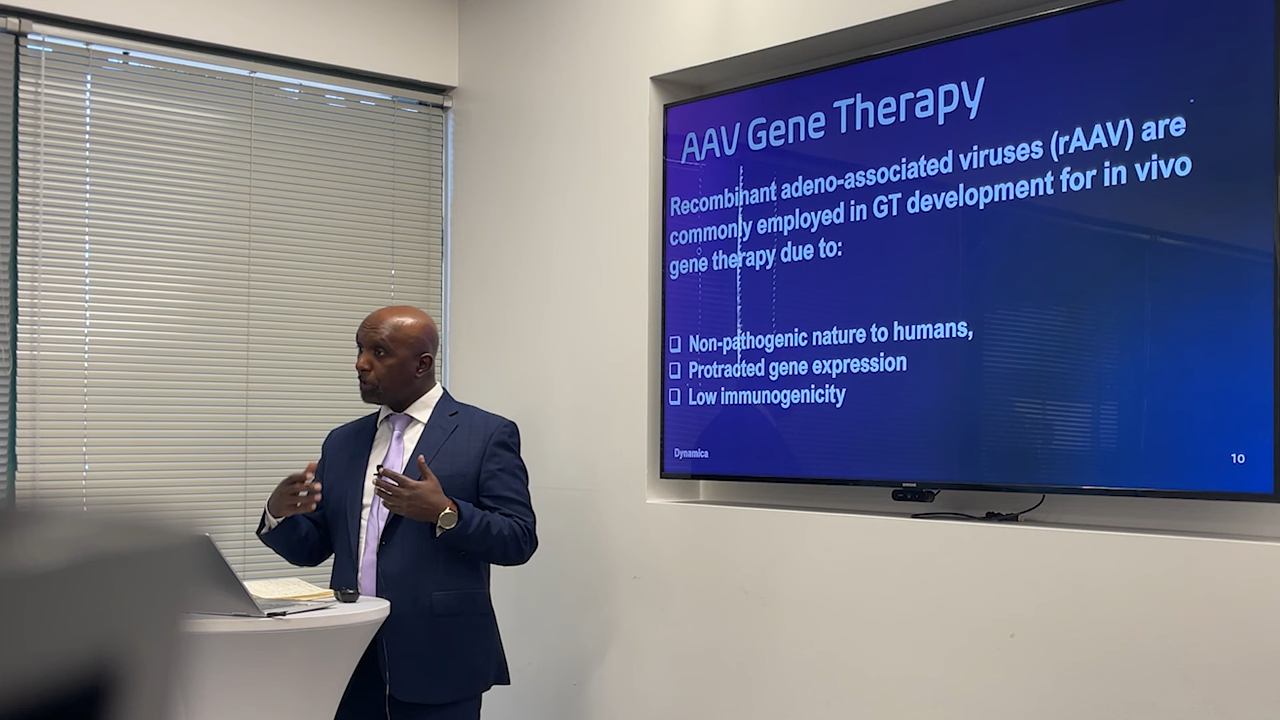 AAV Gene Therapy
Recombinant adeno-associated viruses (rAAV) are
commonly employed in GT development for in vivo
gene therapy due to:
❑ Non-pathogenic nature to humans,
❑ Protracted gene expression
❑ Low immunogenicity
Dynamica
10
SAMSUNG